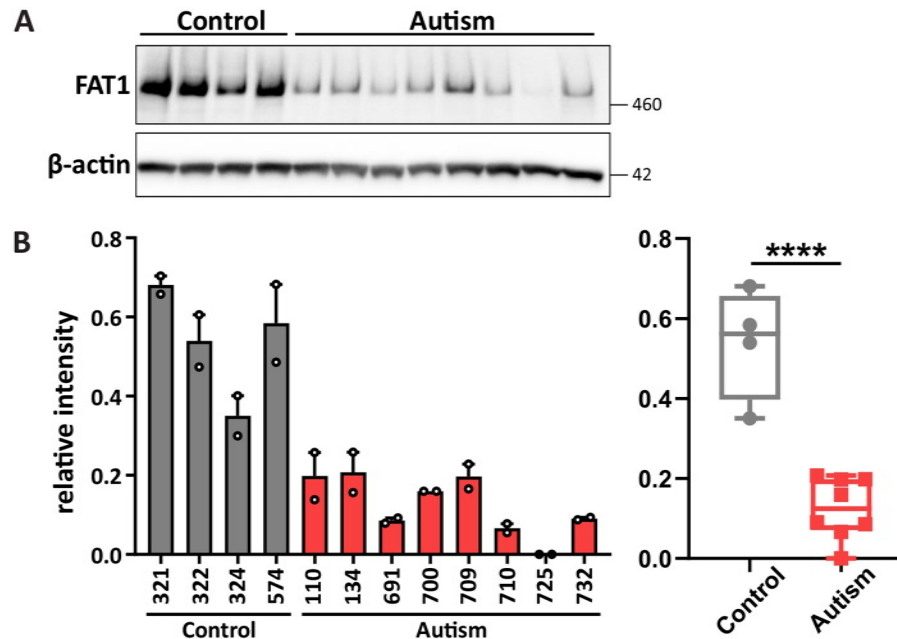 A
Control Autism
FAT1
460
β-actin
42
B
relative intensity
0.8
0.6
0.4
0.2
0.0
321 322 324 574 110 134 691 700 709 710 725 732
Control Autism
0.8
0.6
0.4
0.2
0.0
****
Control Autism